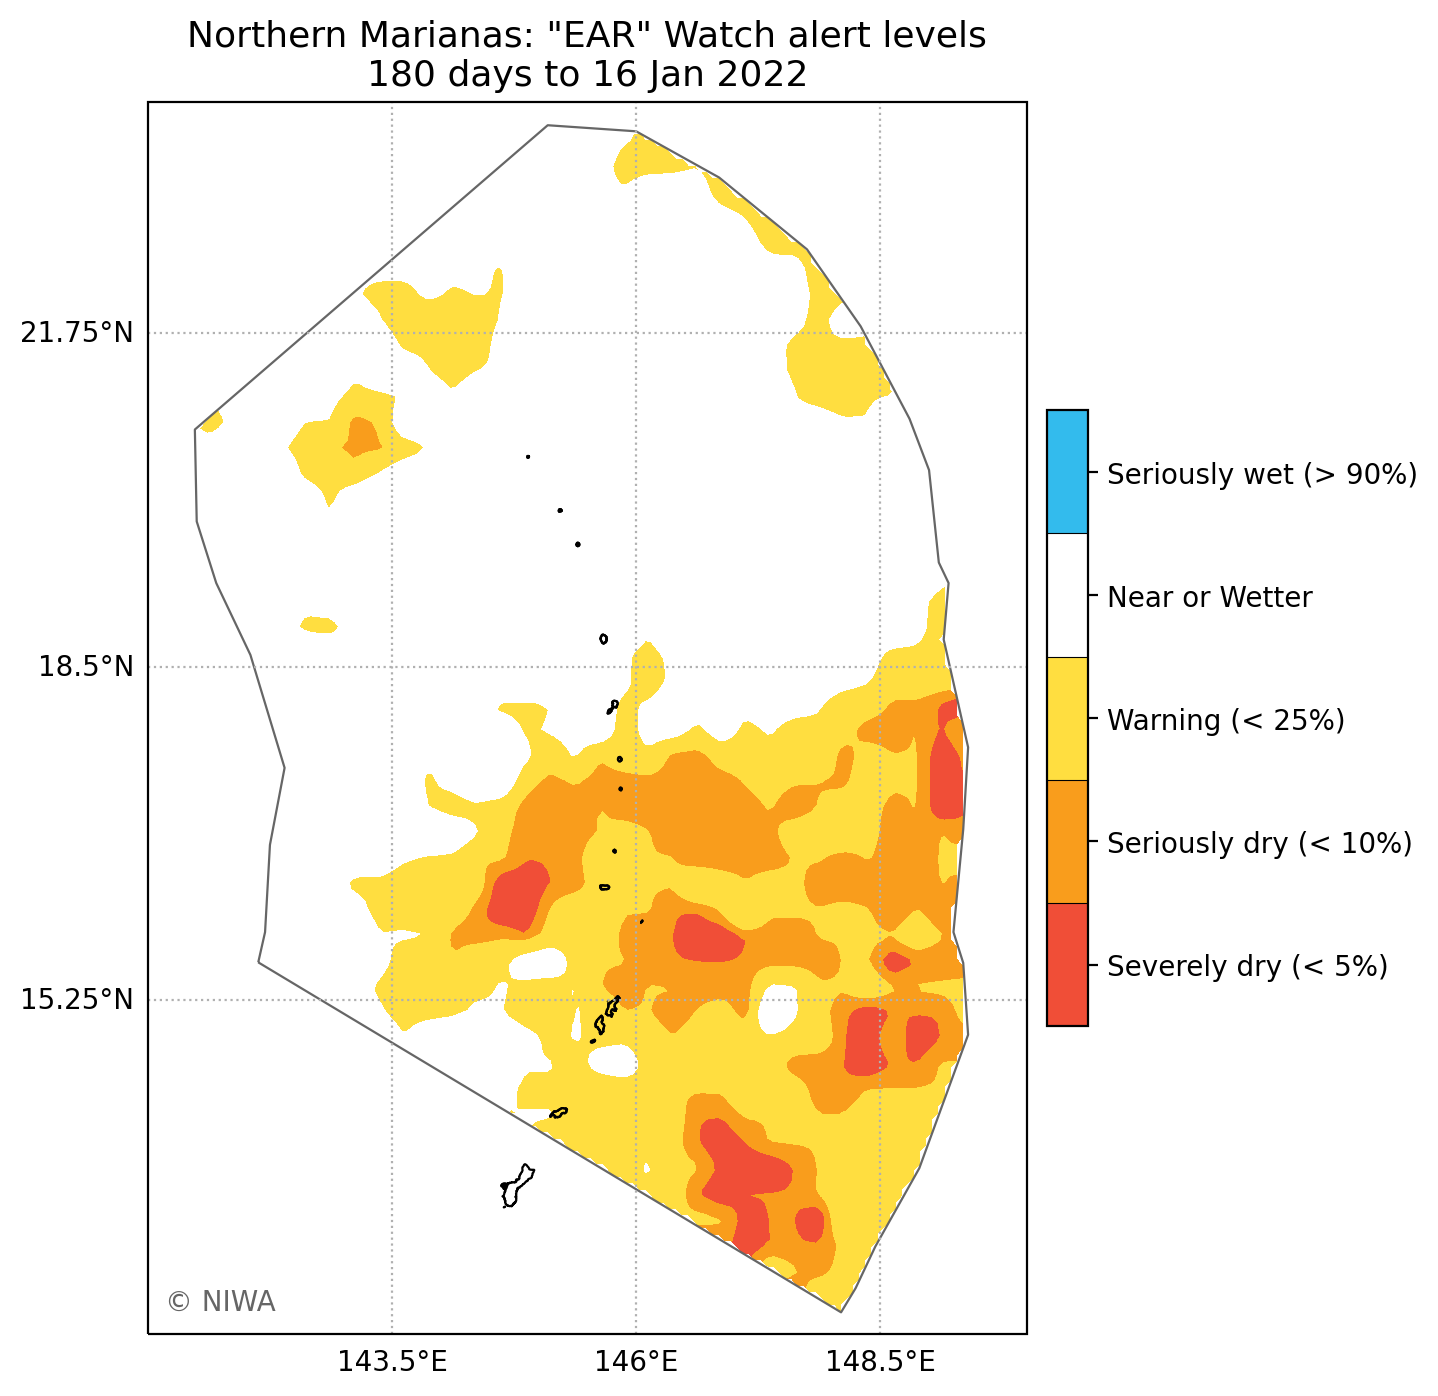 Northern Marianas: "EAR" Watch alert levels
180 days to 16 Jan 2022
21.75°N
18.5°N
15.25°N
143.5°E
146°E
148.5°E
© NIWA
Seriously wet (> 90%)
Near or Wetter
Warning (< 25%)
Seriously dry (< 10%)
Severely dry (< 5%)